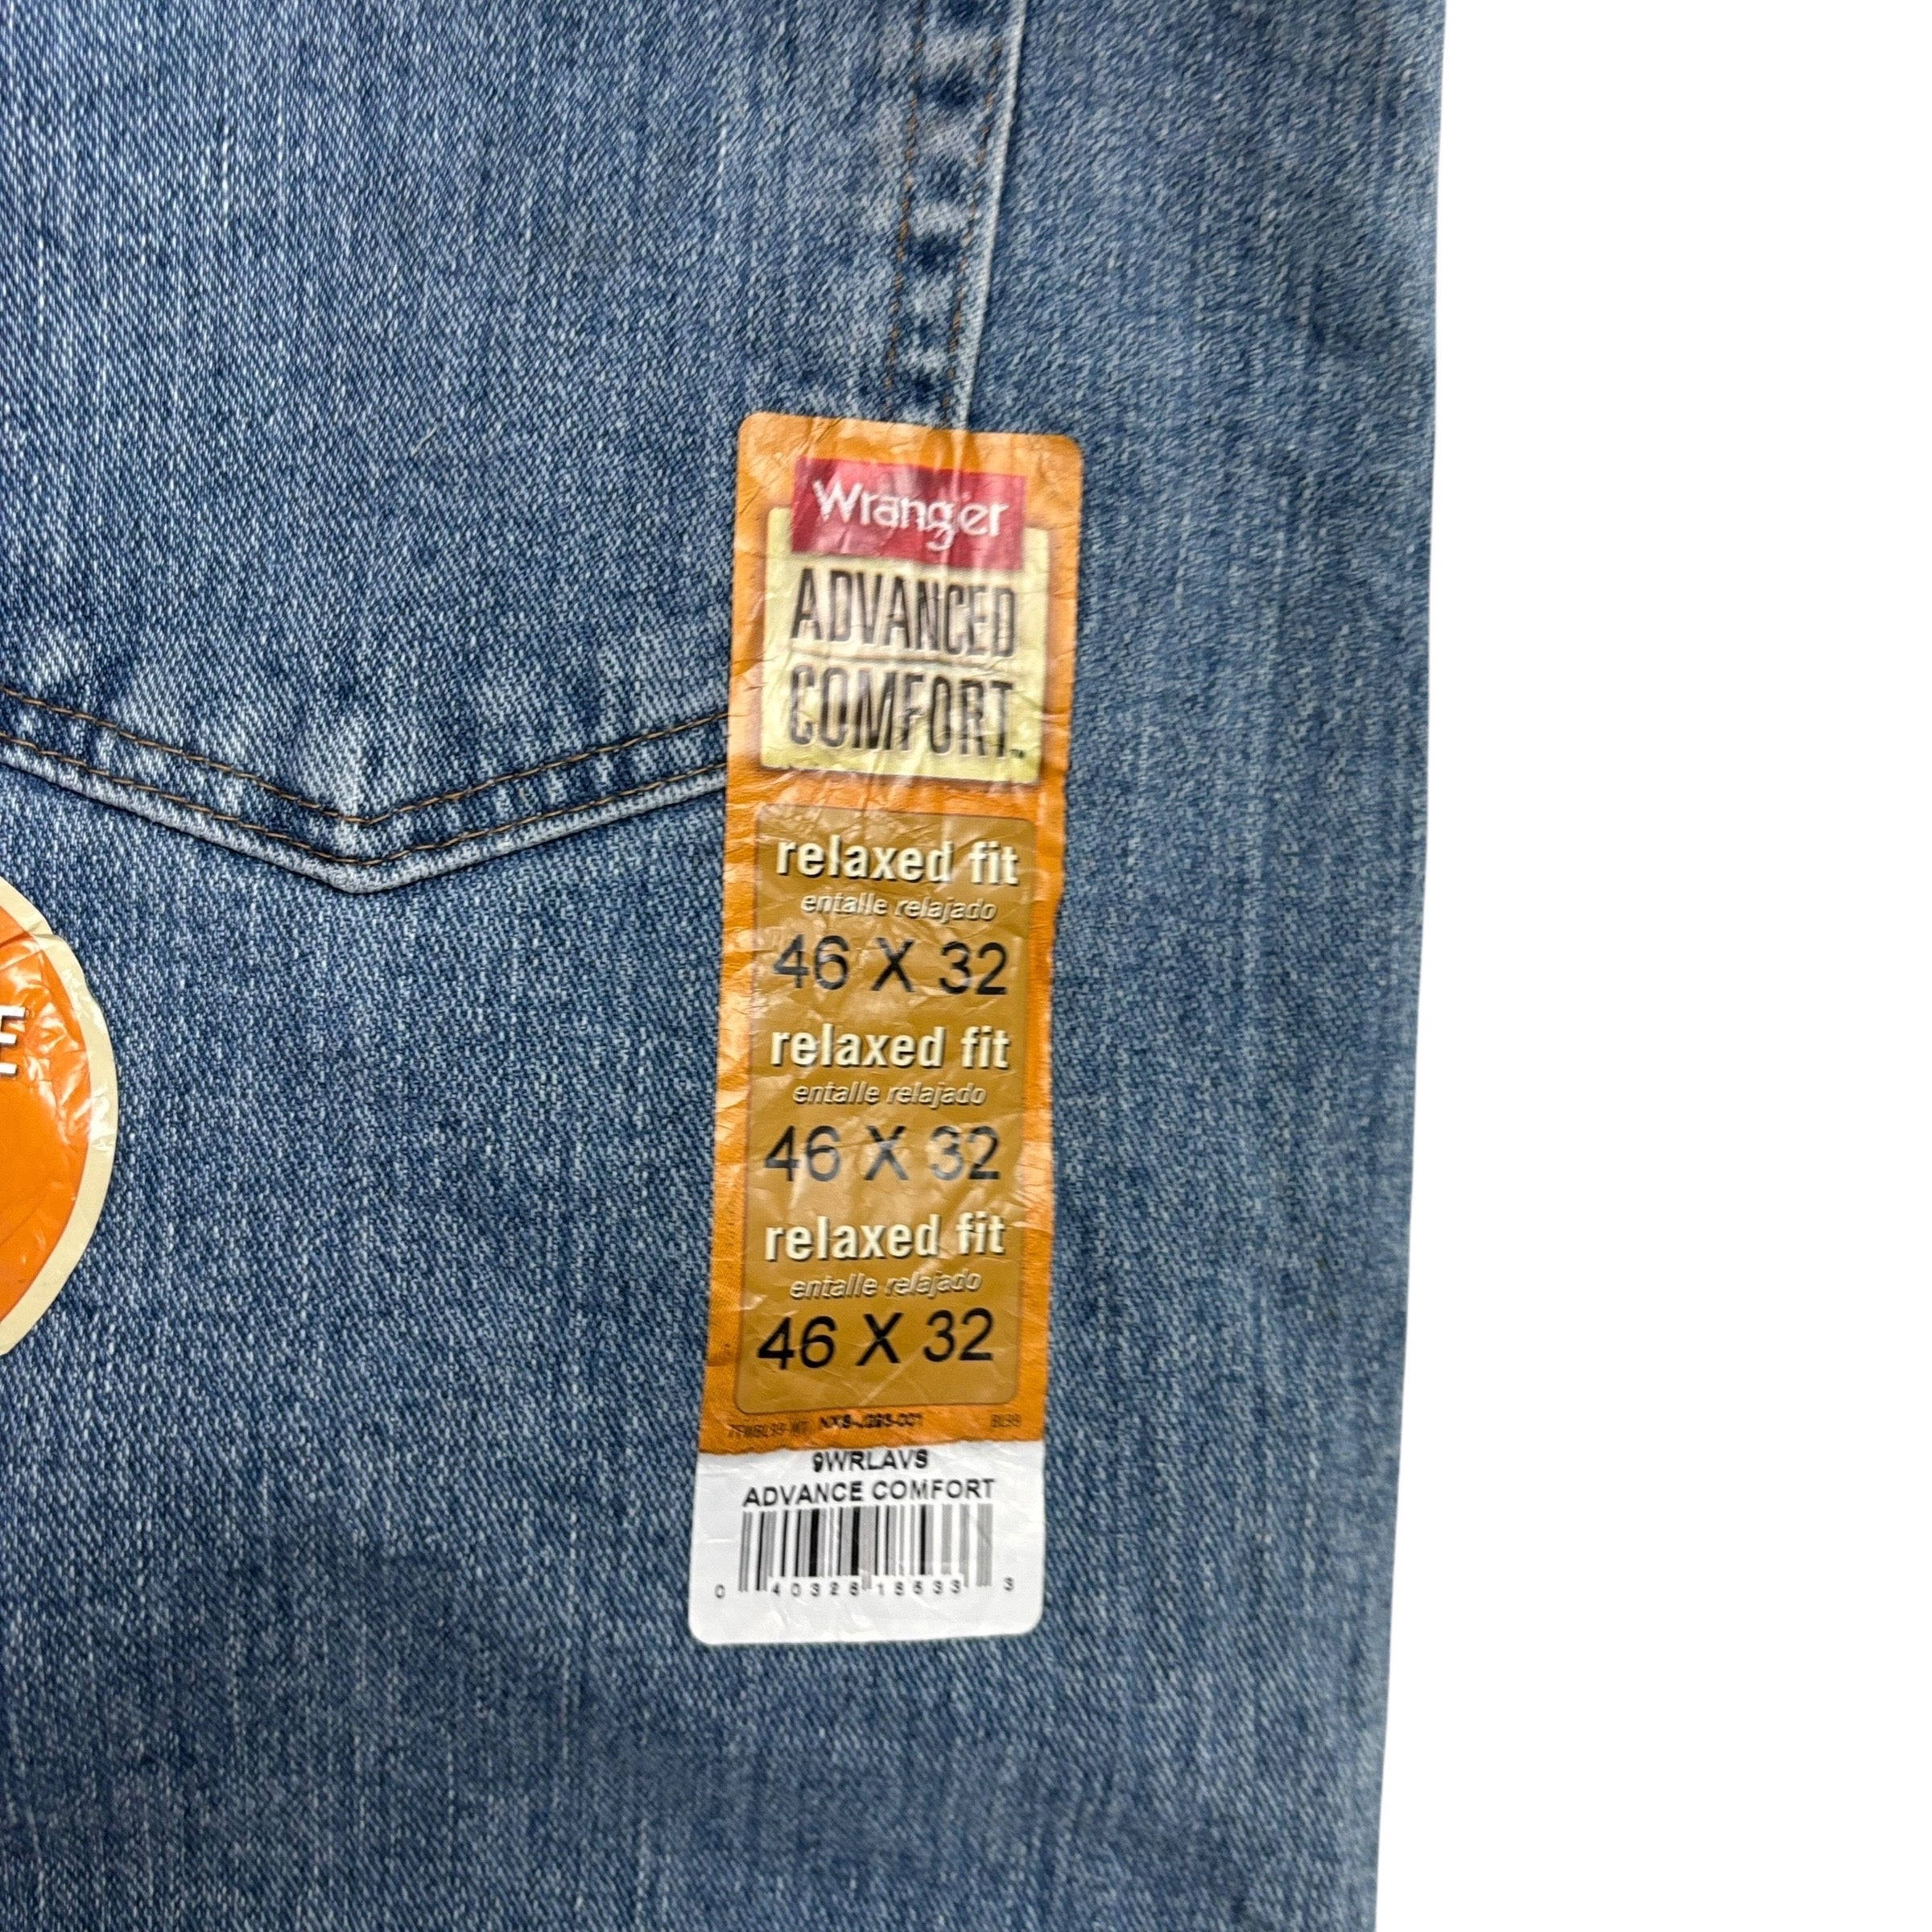 Wrangler
ADVANCED
COMFORT™
relaxed fit
entalle relajado
46 X 32
relaxed fit
entalle relajado
46 X 32
relaxed fit
entalle relajado
46 X 32
9WRLAVS
ADVANCE COMFORT